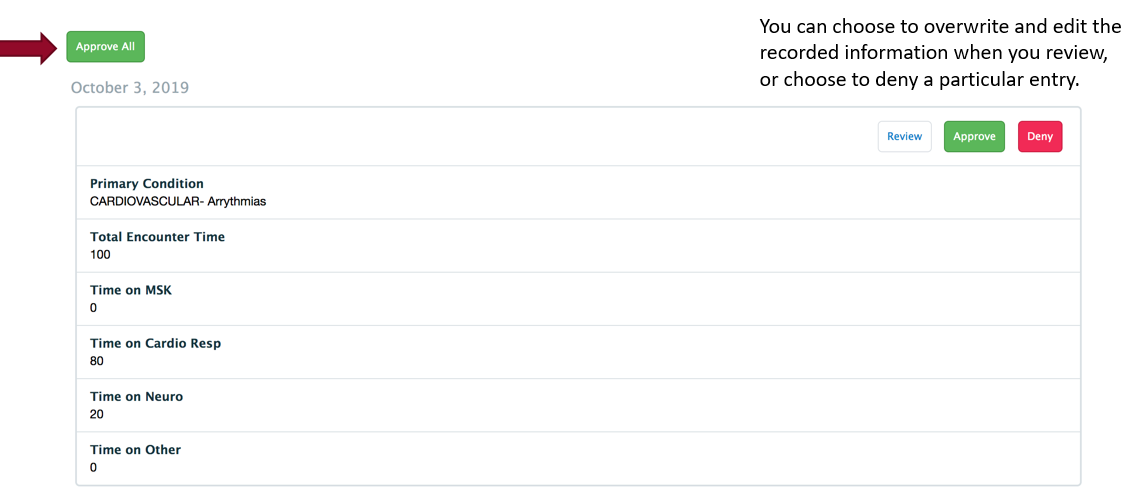 You can choose to overwrite and edit the
recorded information when you review,
or choose to deny a particular entry.
Approve All
October 3, 2019
Review Approve Deny
Primary Condition
CARDIOVASCULAR- Arrythmias
Total Encounter Time
100
Time on MSK
0
Time on Cardio Resp
80
Time on Neuro
20
Time on Other
0